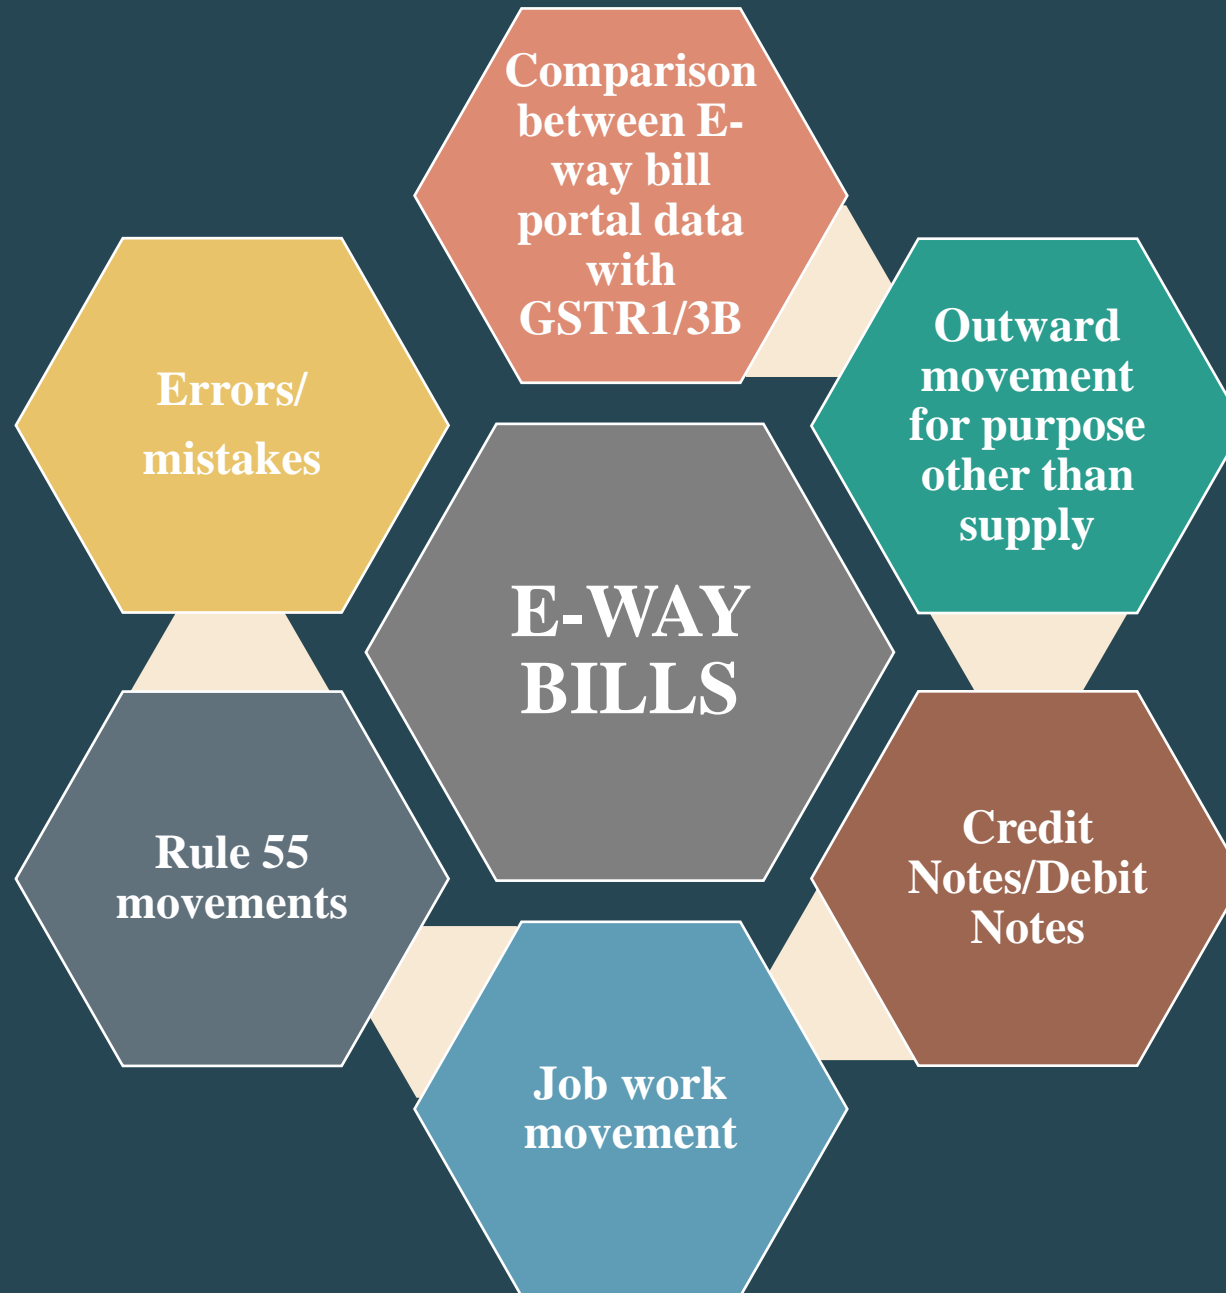 Comparison
between E-
way bill
portal data
with
GSTR1/3B
Outward
movement
for purpose
other than
supply
Credit
Notes/Debit
Notes
Job work
movement
Rule 55
movements
Errors/
mistakes
E-WAY
BILLS